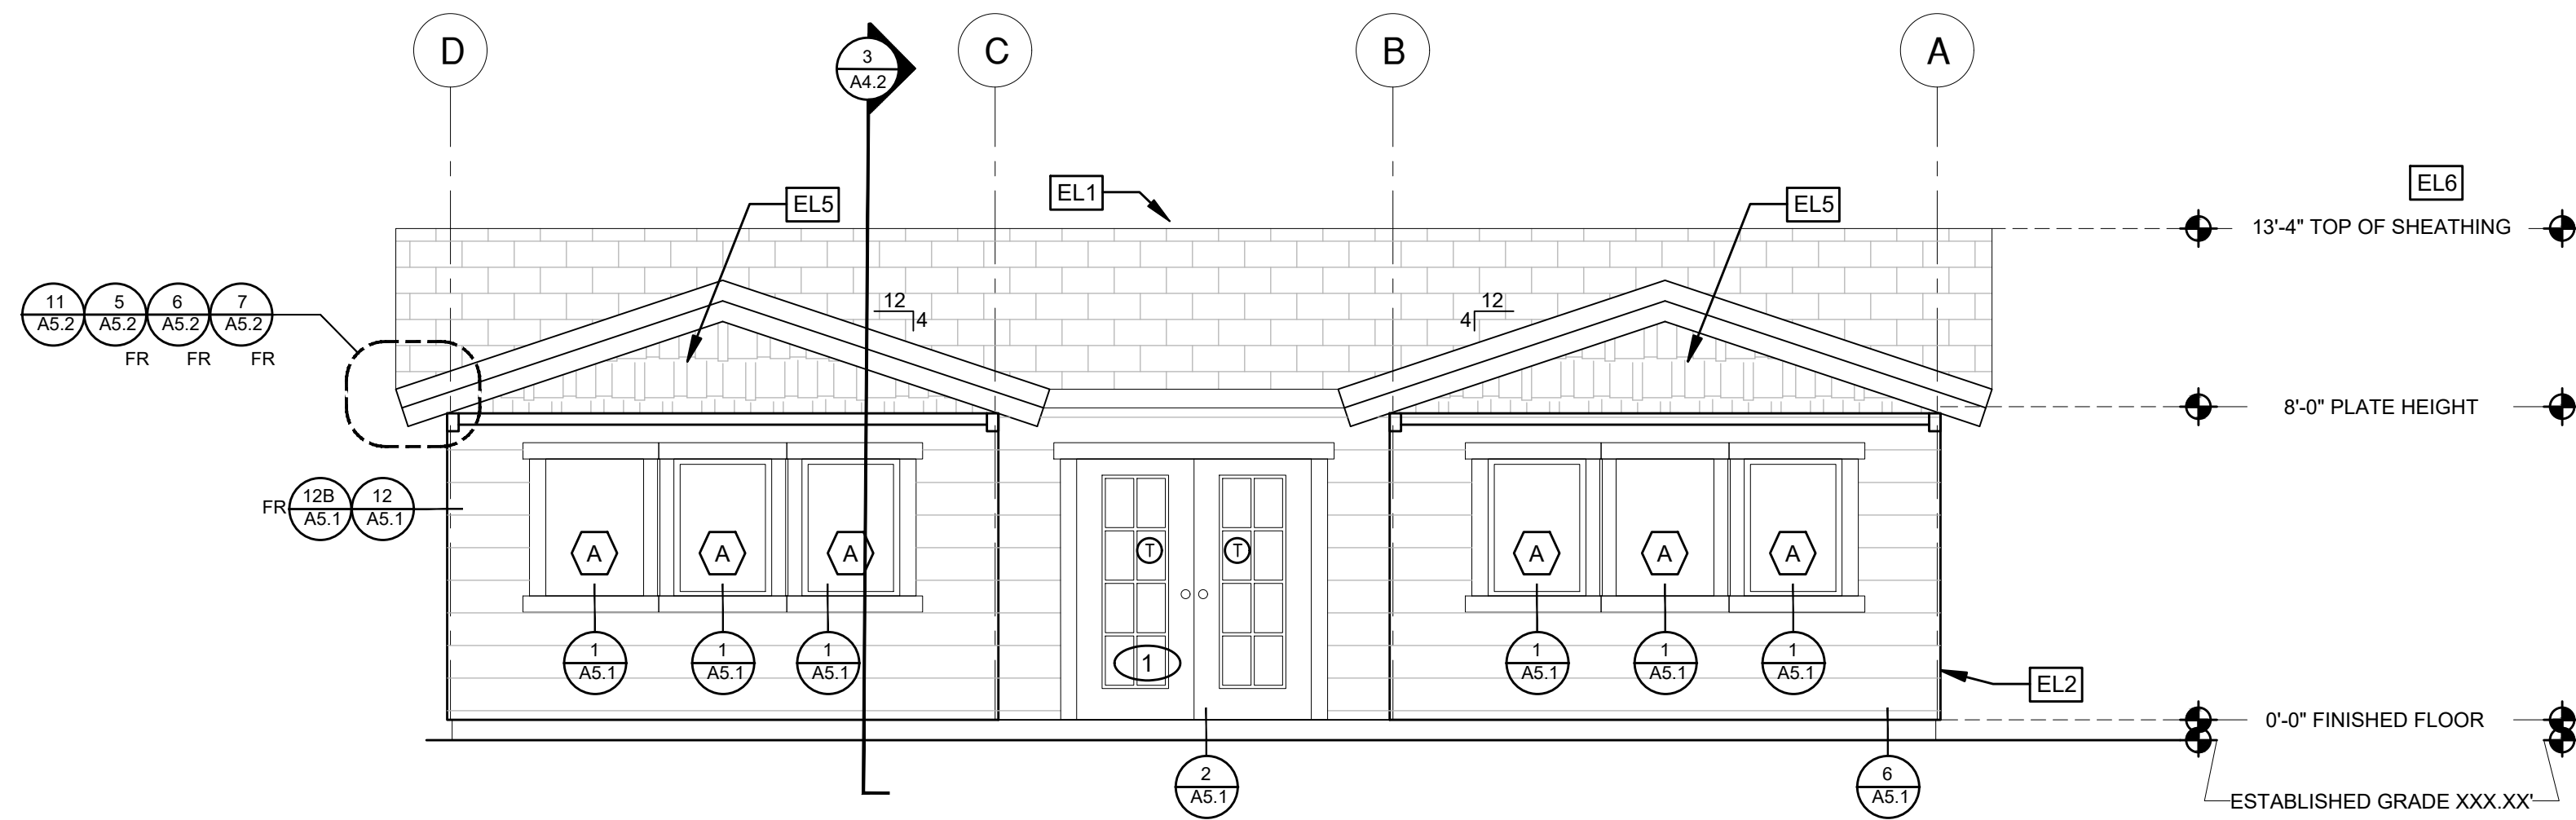 D
3
A4.2
C
B
A
EL5
EL1
EL5
EL6
13'-4" TOP OF SHEATHING
11
A5.2
5
A5.2
6
A5.2
7
A5.2
FR
FR
FR
12
4
12
4
8'-0" PLATE HEIGHT
FR
12B
A5.1
12
A5.1
A
A
A
T
T
A
A
A
1
A5.1
1
A5.1
1
A5.1
1
1
A5.1
1
A5.1
1
A5.1
EL2
0'-0" FINISHED FLOOR
2
A5.1
6
A5.1
ESTABLISHED GRADE XXX.XX'